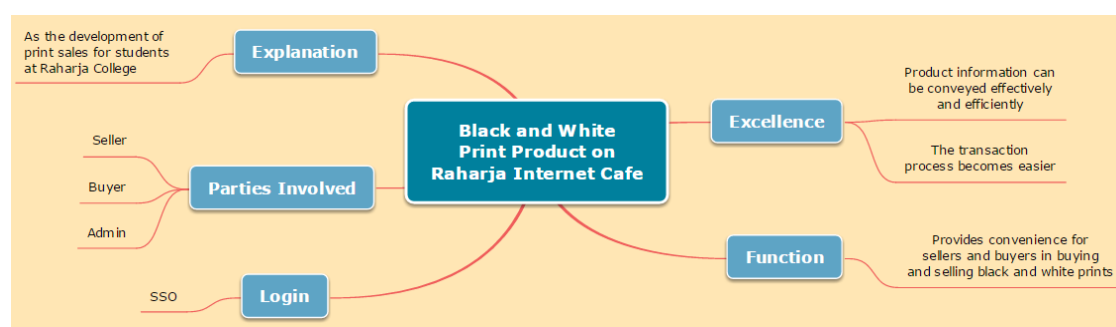 Black and White
Print Product on
Raharja Internet Cafe
Explanation
As the development of
print sales for students
at Raharja College
Parties Involved
Seller
Buyer
Admin
Login
SSO
Excellence
Product information can
be conveyed effectively
and efficiently
The transaction
process becomes easier
Function
Provides convenience for
sellers and buyers in buying
and selling black and white prints